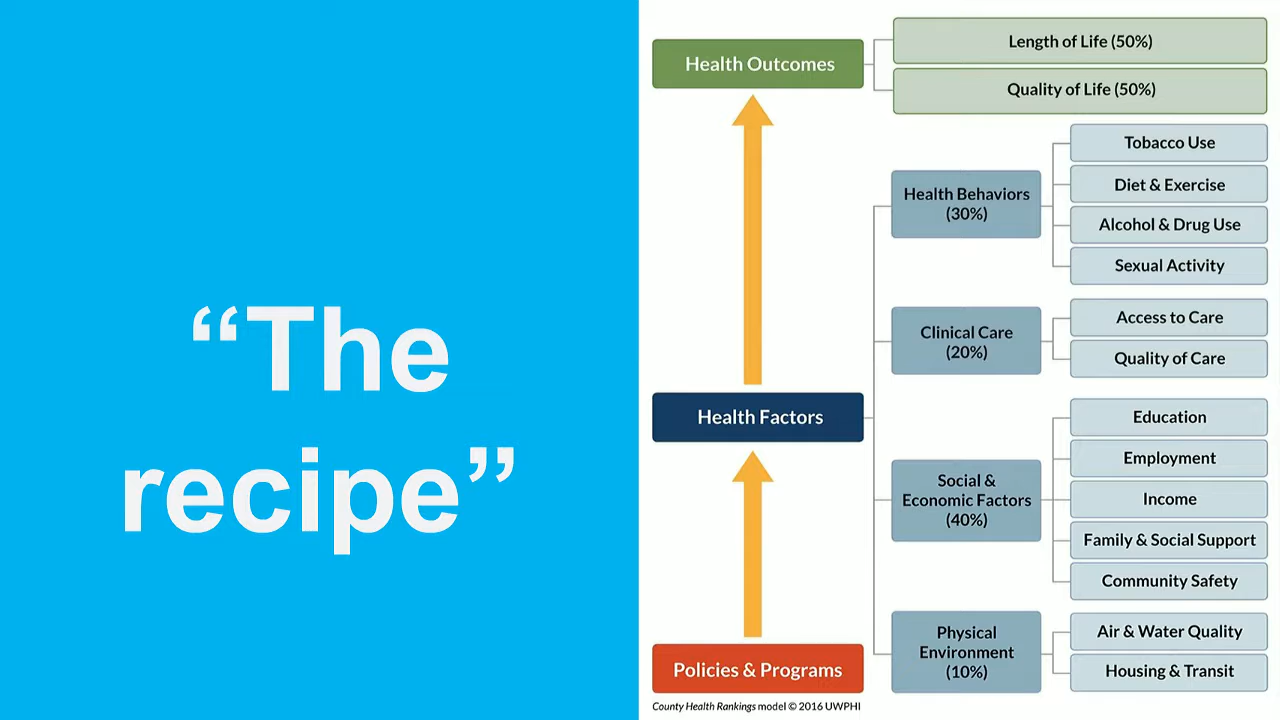 “The
recipe”
Health Outcomes
Length of Life (50%)
Quality of Life (50%)
Health Behaviors
(30%)
Tobacco Use
Diet & Exercise
Alcohol & Drug Use
Sexual Activity
Clinical Care
(20%)
Access to Care
Quality of Care
Health Factors
Social &
Economic Factors
(40%)
Education
Employment
Income
Family & Social Support
Community Safety
Physical
Environment
(10%)
Air & Water Quality
Housing & Transit
Policies & Programs
County Health Rankings model © 2016 UWPHI